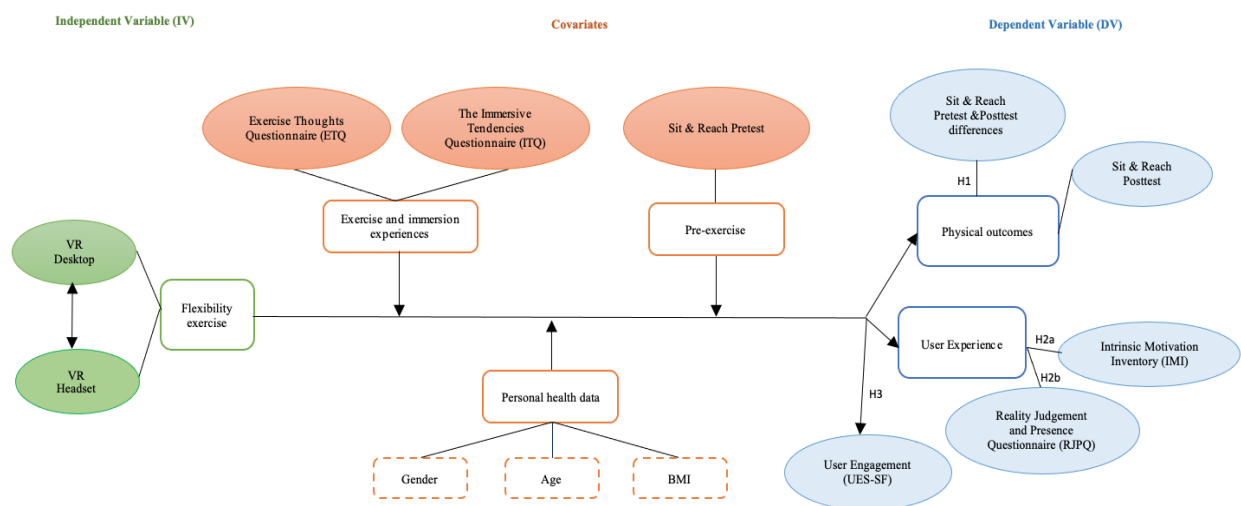 Independent Variable (IV)
Covariates
Dependent Variable (DV)
Exercise Thoughts
Questionnaire (ETQ
The Immersive
Tendencies
Questionnaire (ITQ)
Sit & Reach Pretest
Sit & Reach
Pretest &Posttest
differences
Sit & Reach
Posttest
H1
Exercise and immersion
experiences
Pre-exercise
Physical outcomes
VR
Desktop
Flexibility
exercise
VR
Headset
User Experience
H2a
Intrinsic Motivation
Inventory (IMI)
H2b
H3
Personal health data
Reality Judgement
and Presence
Questionnaire (RJPQ)
User Engagement
(UES-SF)
Gender
Age
BMI